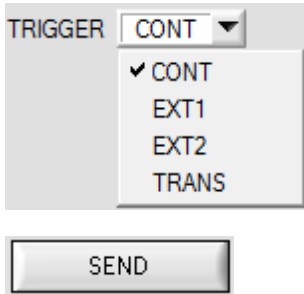 TRIGGER CONT
CONT
EXT1
EXT2
TRANS
SEND